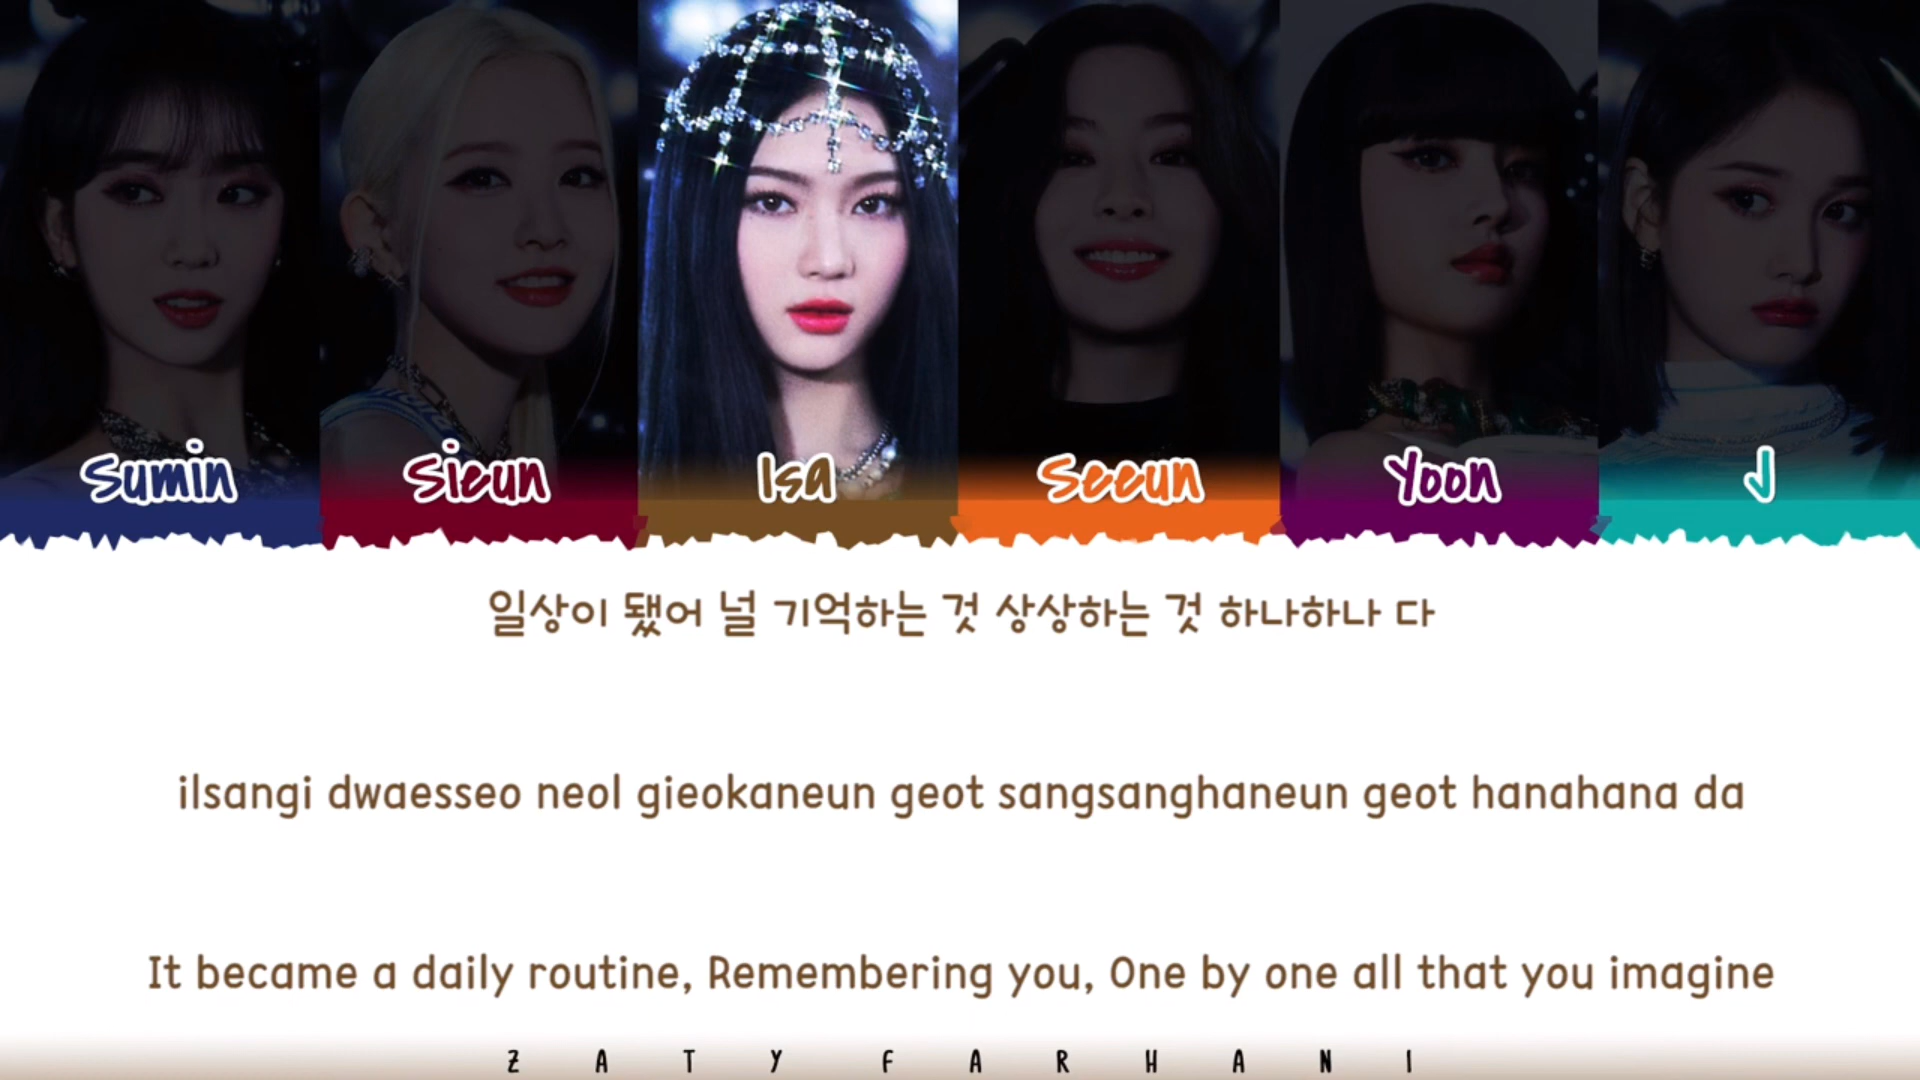 Sumin Sieun Isa Seeun Yoon J
일상이 됐어 널 기억하는 것 상상하는 것 하나하나 다
ilsangi dwaesseo neol gieokaneun geot sangsanghaneun geot hanahana da
It became a daily routine, Remembering you, One by one all that you imagine
ZATY FARHANI